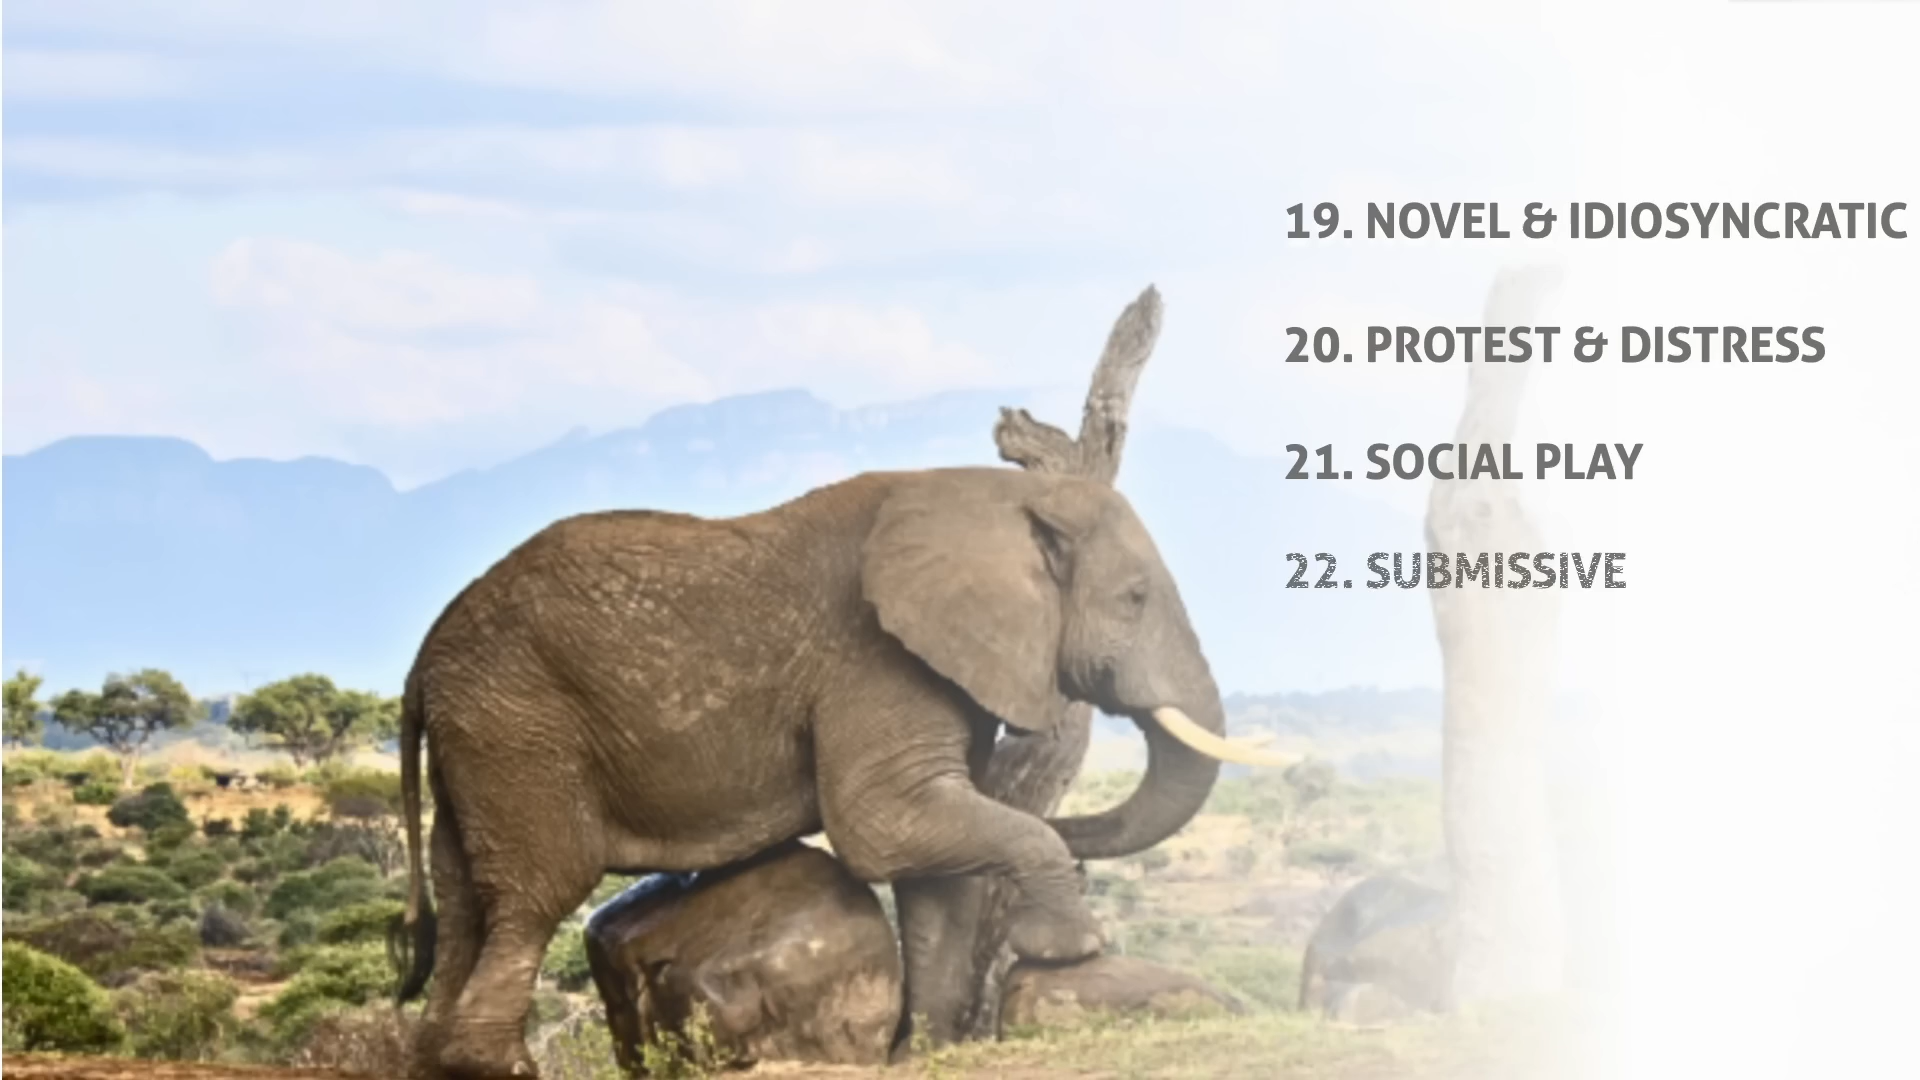 19. NOVEL & IDIOSYNCRATIC
20. PROTEST & DISTRESS
21. SOCIAL PLAY
22. SUBMISSIVE